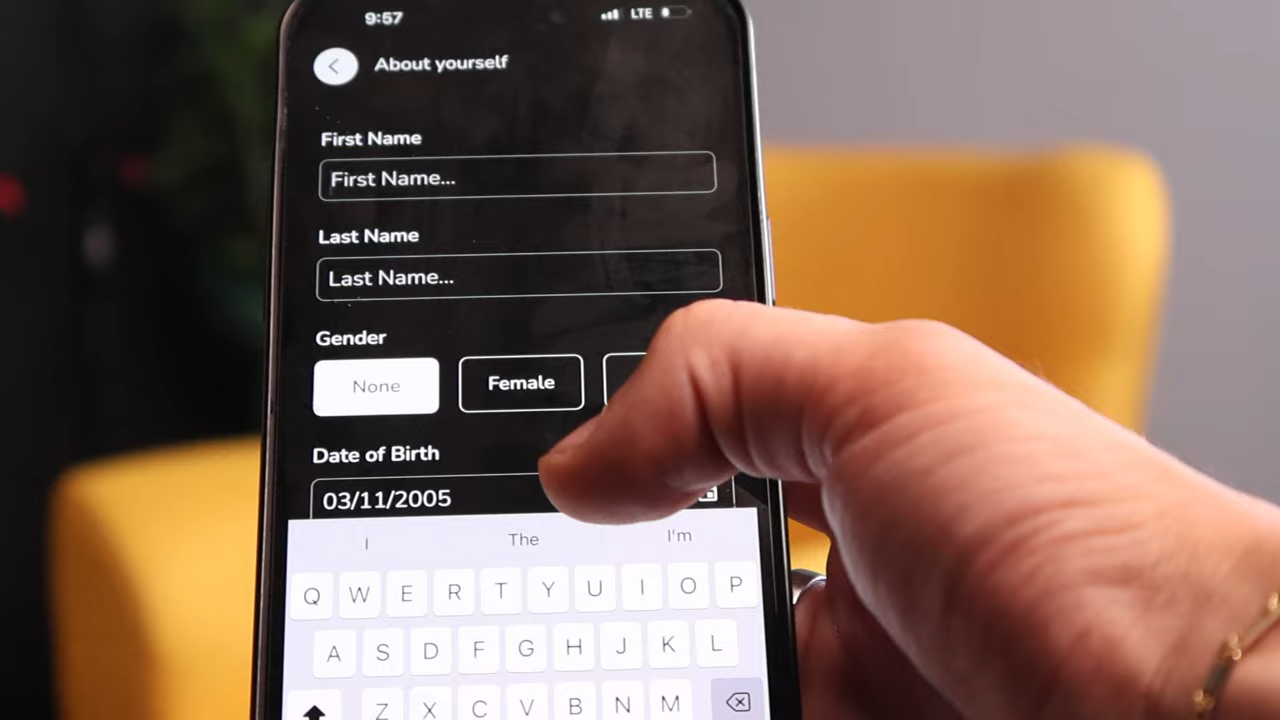 9:57 LTE
About yourself
First Name
First Name...
Last Name
Last Name...
Gender
None Female
Date of Birth
03/11/2005
I The I'm
Q W E R T Y U I O P
A S D F G H J K L
Z X C V B N M